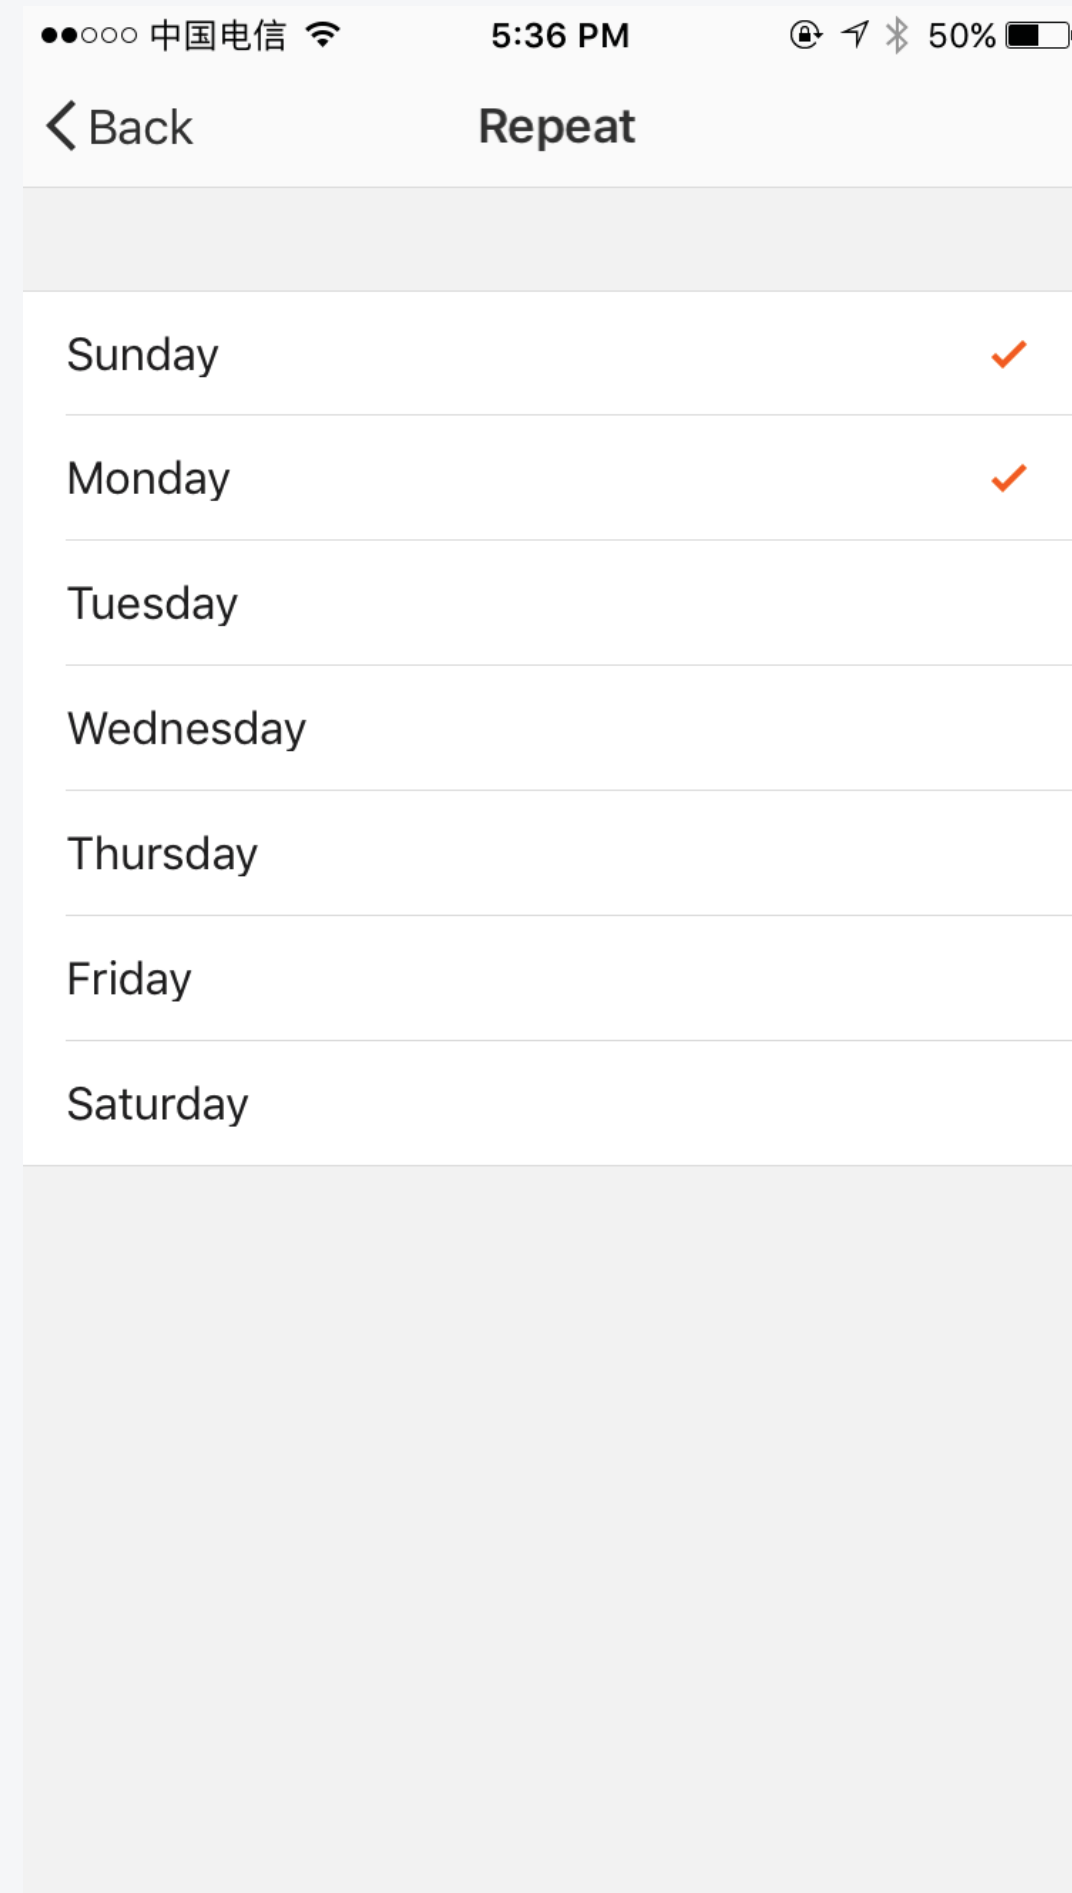 中国电信 5:36 PM 50%
Back Repeat
Sunday
Monday
Tuesday
Wednesday
Thursday
Friday
Saturday